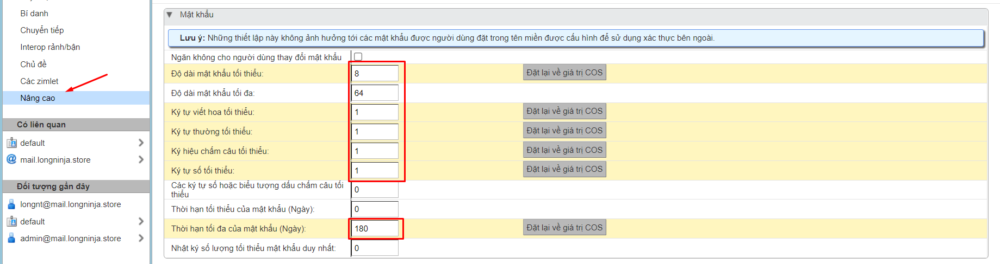 Bí danh
Chuyển tiếp
Interop rảnh/bận
Chủ đề
Các zimlet
Nâng cao
Có liên quan
default
mail.longninja.store
Đối tượng gần đây
longnt@mail.longninja.store
default
admin@mail.longninja.store
Mật khẩu
Lưu ý: Những thiết lập này không ảnh hưởng tới các mật khẩu được người dùng đặt trong tên miền được cấu hình để sử dụng xác thực bên ngoài.
Ngăn không cho người dùng thay đổi mật khẩu
Độ dài mật khẩu tối thiểu: 8 Đặt lại về giá trị COS
Độ dài mật khẩu tối đa: 64
Ký tự viết hoa tối thiểu: 1 Đặt lại về giá trị COS
Ký tự thường tối thiểu: 1 Đặt lại về giá trị COS
Ký hiệu chấm câu tối thiểu: 1 Đặt lại về giá trị COS
Ký tự số tối thiểu: 1 Đặt lại về giá trị COS
Các ký tự số hoặc biểu tượng dấu chấm câu tối
thiểu 0
Thời hạn tối thiểu của mật khẩu (Ngày): 0
Thời hạn tối đa của mật khẩu (Ngày): 180 Đặt lại về giá trị COS
Nhật ký số lượng tối thiểu mật khẩu duy nhất: 0